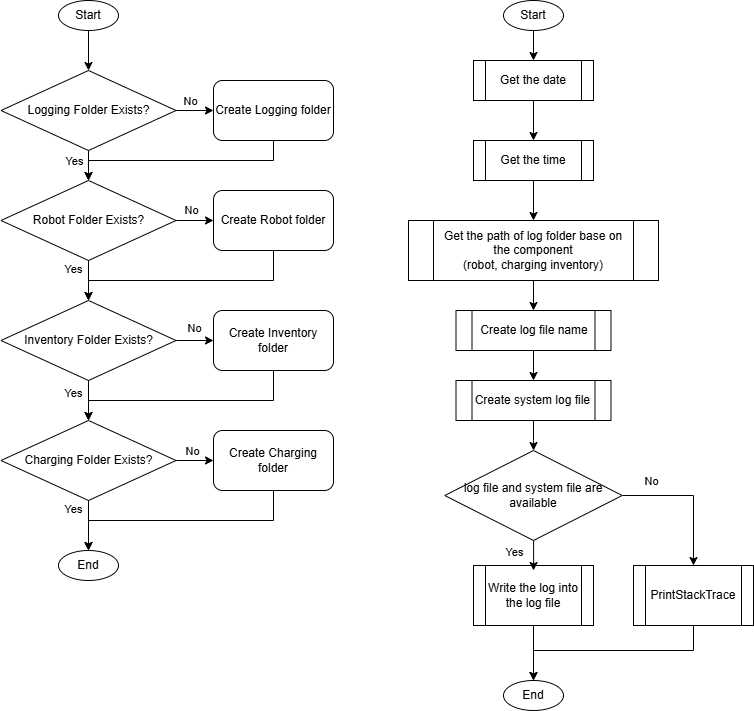 Start
Logging Folder Exists?
No
Create Logging folder
Yes
Robot Folder Exists?
No
Create Robot folder
Yes
Inventory Folder Exists?
No
Create Inventory
folder
Yes
Charging Folder Exists?
No
Create Charging
folder
Yes
End
Start
Get the date
Get the time
Get the path of log folder base on
the component
(robot, charging inventory)
Create log file name
Create system log file
log file and system file are
available
No
Yes
Write the log into
the log file
PrintStackTrace
End